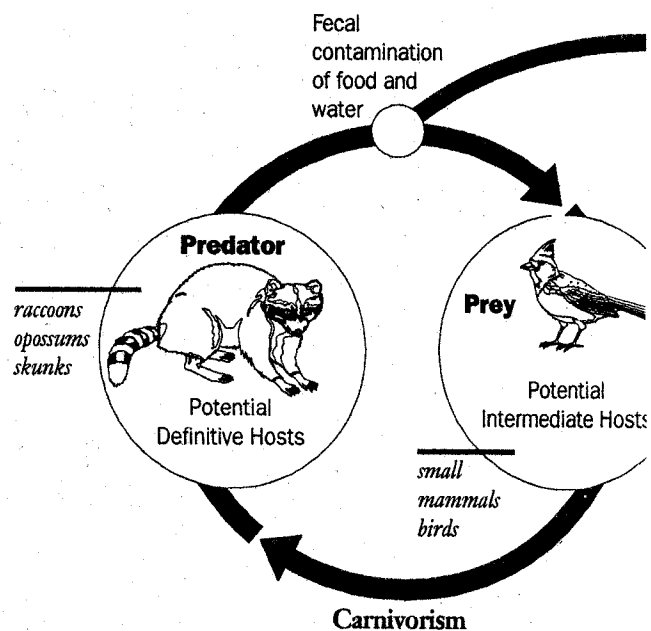 Fecal
contamination
of food and
water
Predator
raccoons
opossums
skunks
Potential
Definitive Hosts
Prey
Potential
Intermediate Hosts
small
mammals
birds
Carnivorism